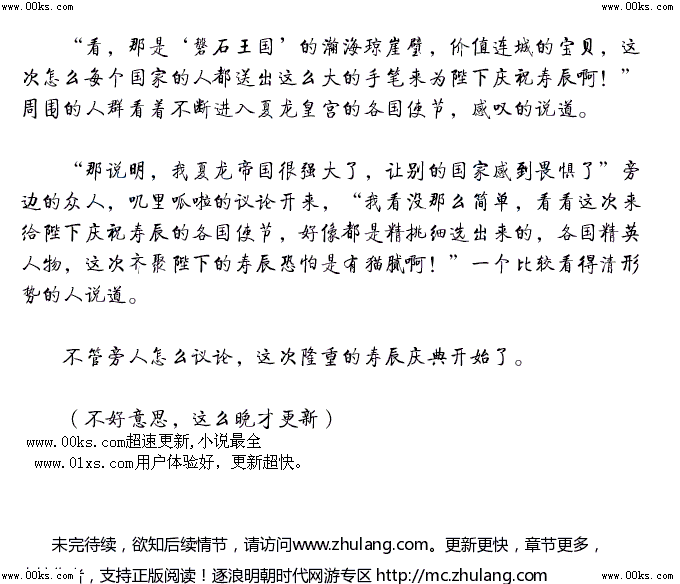 www.00ks.com www.00ks.com
“看，那是‘磐石王国’的瀚海琼崖璧，价值连城的宝贝，这
次怎么每个国家的人都送出这么大的手笔来为陛下庆祝寿辰啊！”
周围的人群看着不断进入夏龙皇宫的各国使节，感叹的说道。
“那说明，我夏龙帝国很强大了，让别的国家感到畏惧了”旁
边的众人，叽里呱啦的议论开来，“我看没那么简单，看看这次来
给陛下庆祝寿辰的各国使节，好像都是精挑细选出来的，各国精英
人物，这次齐聚陛下的寿辰恐怕是有猫腻啊！”一个比较看得清形
势的人说道。
不管旁人怎么议论，这次隆重的寿辰庆典开始了。
（不好意思，这么晚才更新）
www.00ks.com超速更新,小说最全
www.01xs.com用户体验好，更新超快。
未完待续，欲知后续情节，请访问www.zhulang.com。更新更快，章节更多，
www.00ks.com ，支持正版阅读！逐浪明朝时代网游专区 http://mc.zhulang.com www.00ks.com